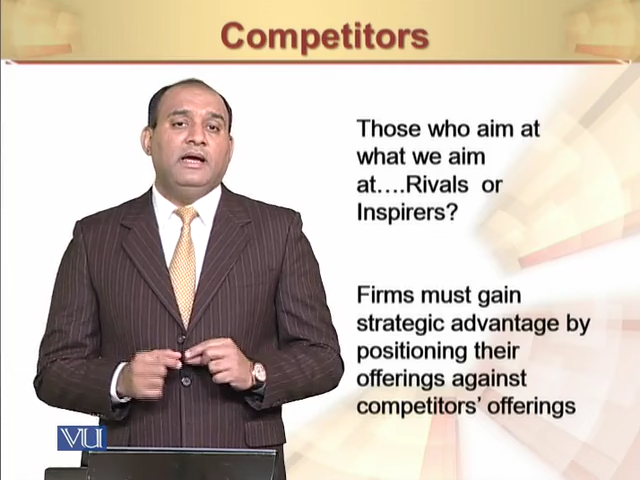 Competitors
Those who aim at
what we aim
at….Rivals or
Inspirers?
Firms must gain
strategic advantage by
positioning their
offerings against
competitors’ offerings
VU